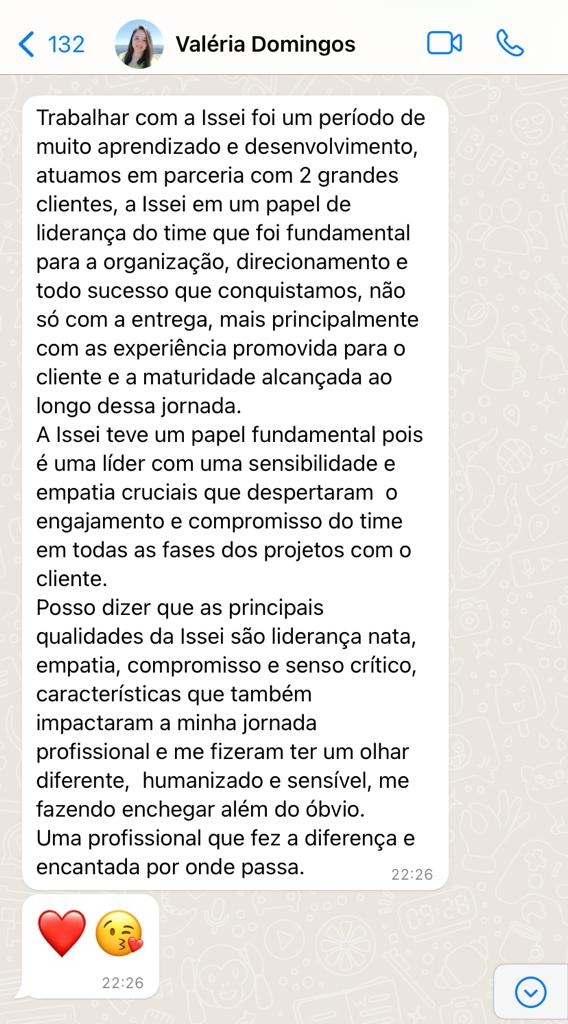 132
Valéria Domingos
Trabalhar com a Issei foi um período de
muito aprendizado e desenvolvimento,
atuamos em parceria com 2 grandes
clientes, a Issei em um papel de
liderança do time que foi fundamental
para a organização, direcionamento e
todo sucesso que conquistamos, não
só com a entrega, mais principalmente
com as experiência promovida para o
cliente e a maturidade alcançada ao
longo dessa jornada.
A Issei teve um papel fundamental pois
é uma líder com uma sensibilidade e
empatia cruciais que despertaram  o
engajamento e compromisso do time
em todas as fases dos projetos com o
cliente.
Posso dizer que as principais
qualidades da Issei são liderança nata,
empatia, compromisso e senso crítico,
características que também
impactaram a minha jornada
profissional e me fizeram ter um olhar
diferente,  humanizado e sensível, me
fazendo enchegar além do óbvio.
Uma profissional que fez a diferença e
encantada por onde passa.
22:26
❤️ 😘
22:26